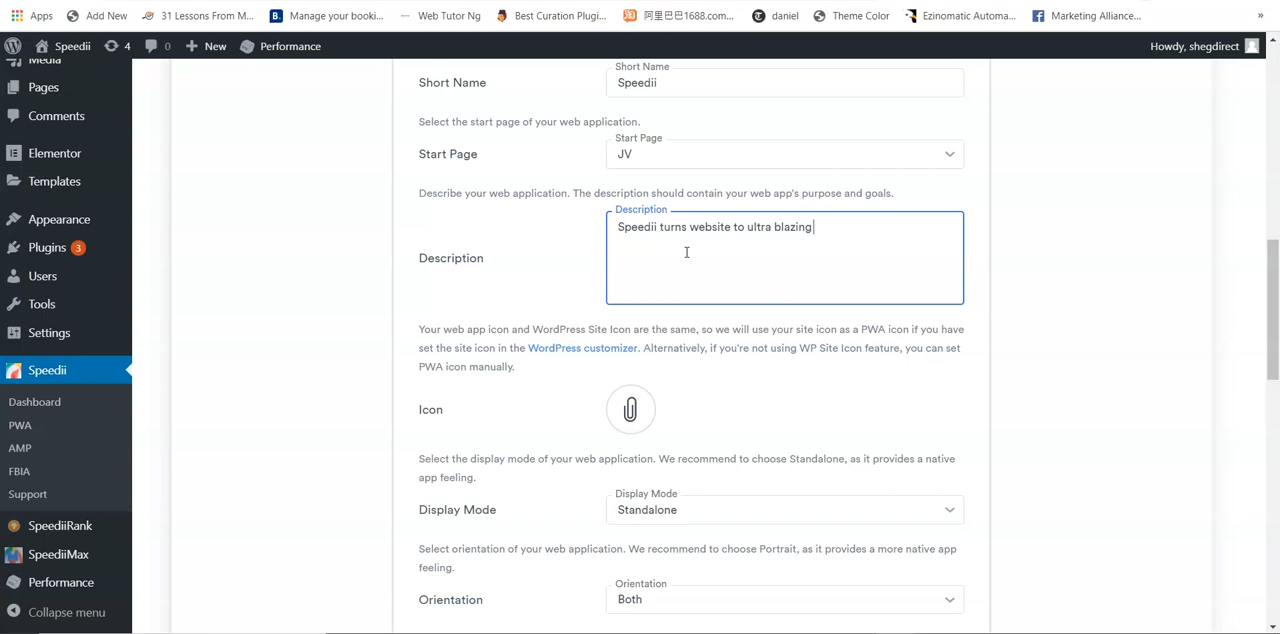 Apps
Add New
31 Lessons From M...
Manage your booki...
Web Tutor Ng
Best Curation Plugi...
阿里巴巴1688.com...
daniel
Theme Color
Ezinomatic Automa...
Marketing Alliance...
»
Speedii
4
0
New
Performance
Howdy, shegdirect
Media
Pages
Comments
Elementor
Templates
Appearance
Plugins 3
Users
Tools
Settings
Speedii
Dashboard
PWA
AMP
FBIA
Support
SpeediiRank
SpeediiMax
Performance
Collapse menu
Short Name
Short Name
Speedii
Select the start page of your web application.
Start Page
Start Page
JV
Describe your web application. The description should contain your web app's purpose and goals.
Description
Description
Speedii turns website to ultra blazing
Your web app icon and WordPress Site Icon are the same, so we will use your site icon as a PWA icon if you have
set the site icon in the WordPress customizer. Alternatively, if you're not using WP Site Icon feature, you can set
PWA icon manually.
Icon
Select the display mode of your web application. We recommend to choose Standalone, as it provides a native
app feeling.
Display Mode
Display Mode
Standalone
Select orientation of your web application. We recommend to choose Portrait, as it provides a more native app
feeling.
Orientation
Orientation
Both